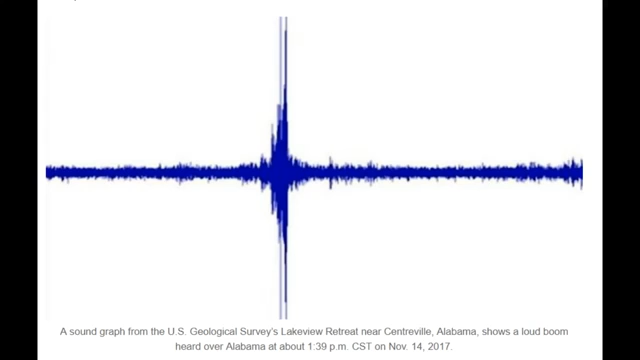 A sound graph from the U.S. Geological Survey's Lakeview Retreat near Centreville, Alabama, shows a loud boom
heard over Alabama at about 1:39 p.m. CST on Nov. 14, 2017.